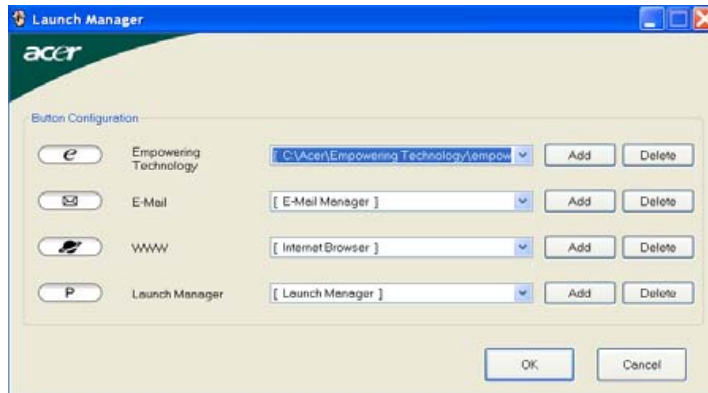 Launch Manager
acer
Button Configuration
e Empowering Technology [ C:\Acer\Empowering Technology\empow Add Delete
E-Mail [ E-Mail Manager ] Add Delete
WWW [ Internet Browser ] Add Delete
P Launch Manager [ Launch Manager ] Add Delete
OK Cancel